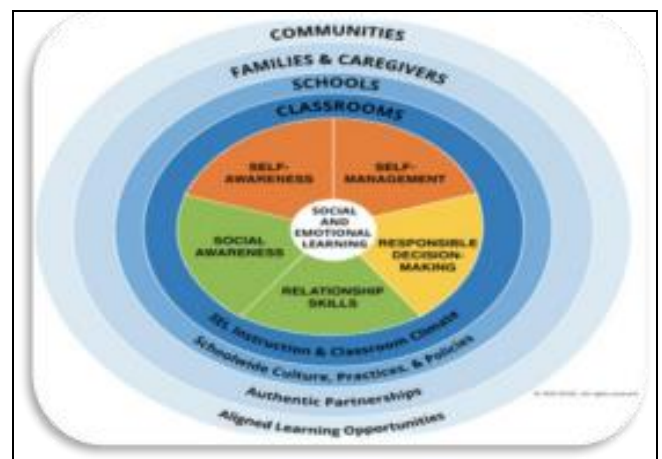 COMMUNITIES
FAMILIES & CAREGIVERS
SCHOOLS
CLASSROOMS
SELF-
AWARENESS
SELF-
MANAGEMENT
SOCIAL
AND
EMOTIONAL
LEARNING
SOCIAL
AWARENESS
RESPONSIBLE
DECISION-
MAKING
RELATIONSHIP
SKILLS
SEL Instruction & Classroom Climate
Schoolwide Culture, Practices, & Policies
Authentic Partnerships
Aligned Learning Opportunities